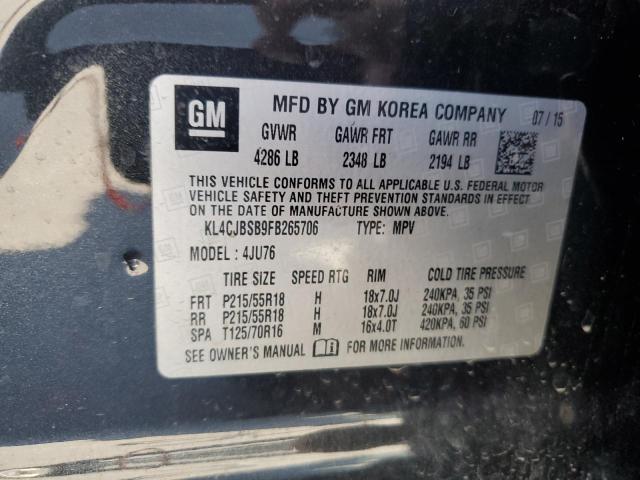 GM
MFD BY GM KOREA COMPANY 07 / 15
GVWR GAWR FRT GAWR RR
4286 LB 2348 LB 2194 LB
THIS VEHICLE CONFORMS TO ALL APPLICABLE U.S. FEDERAL MOTOR
VEHICLE SAFETY AND THEFT PREVENTION STANDARDS IN EFFECT
ON THE DATE OF MANUFACTURE SHOWN ABOVE.
KL4CJBSB9FB265706 TYPE: MPV
MODEL : 4JU76
TIRE SIZE SPEED RTG RIM COLD TIRE PRESSURE
FRT P215/55R18 H 18x7.0J 240KPA, 35 PSI
RR P215/55R18 H 18x7.0J 240KPA, 35 PSI
SPA T125/70R16 M 16x4.0T 420KPA, 60 PSI
SEE OWNER'S MANUAL FOR MORE INFORMATION.